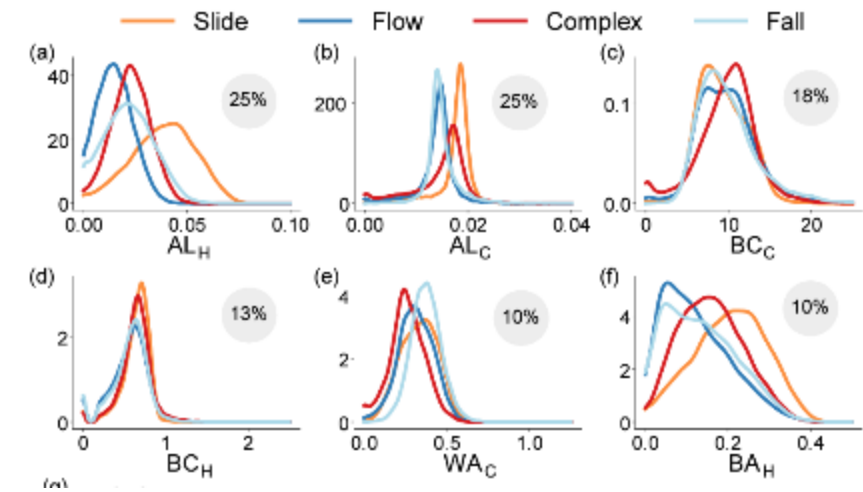 Slide Flow Complex Fall
(a) (b) (c)
40 20 0 25% 0.00 0.05 0.10 AL_H
200 0 25% 0.00 0.02 0.04 AL_C
0.1 0.0 18% 0 10 20 BC_C
(d) (e) (f)
2 0 13% 0 1 2 BC_H
4 2 0 10% 0.0 0.5 1.0 WA_C
4 2 0 10% 0.0 0.2 0.4 BA_H